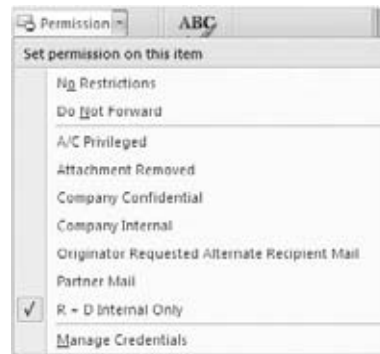 Permission ABC
Set permission on this item
No Restrictions
Do Not Forward
A/C Privileged
Attachment Removed
Company Confidential
Company Internal
Originator Requested Alternate Recipient Mail
Partner Mail
R + D Internal Only
Manage Credentials